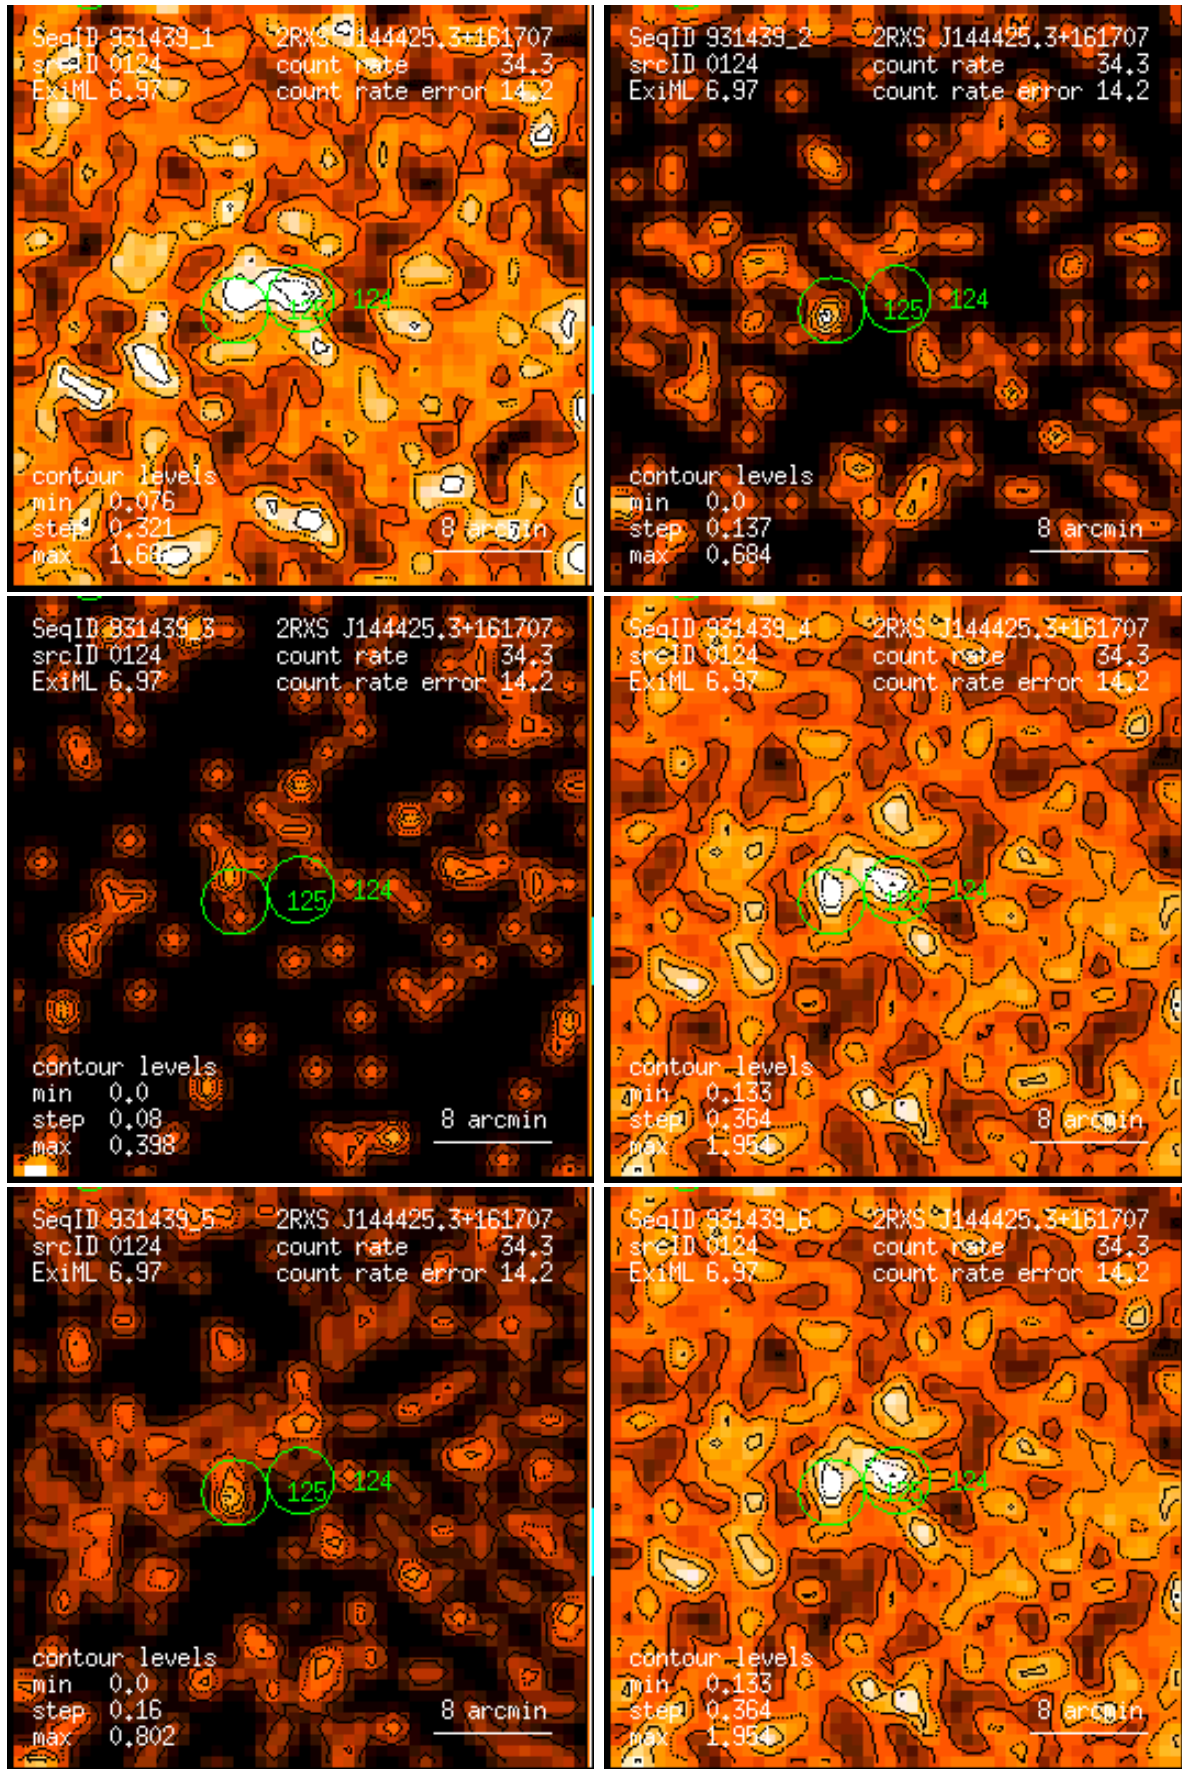 SeqID 931439_1 2RXS J144425.3+161707
srcID 0124 count rate 34.3
ExiML 6.97 count rate error 14.2
125 124
contour levels
min 0.076
step 0.321 8 arcmin
max
SeqID 931439_2 2RXS J144425.3+161707
srcID 0124 count rate 34.3
ExiML 6.97 count rate error 14.2
125 124
contour levels
min 0.0
step 0.137 8 arcmin
max 0.684
SeqID 931439_3 2RXS J144425.3+161707
srcID 0124 count rate 34.3
ExiML 6.97 count rate error 14.2
125 124
contour levels
min 0.0
step 0.08 8 arcmin
max 0.398
SeqID 931439_4 2RXS J144425.3+161707
srcID 0124 count rate 34.3
ExiML 6.97 count rate error 14.2
125 124
contour levels
min 0.133
step 0.364 8 arcmin
max 1.954
SeqID 931439_5 2RXS J144425.3+161707
srcID 0124 count rate 34.3
ExiML 6.97 count rate error 14.2
125 124
contour levels
min 0.0
step 0.16 8 arcmin
max 0.802
SeqID 931439_6 2RXS J144425.3+161707
srcID 0124 count rate 34.3
ExiML 6.97 count rate error 14.2
125 124
contour levels
min 0.133
step 0.364 8 arcmin
max 1.954